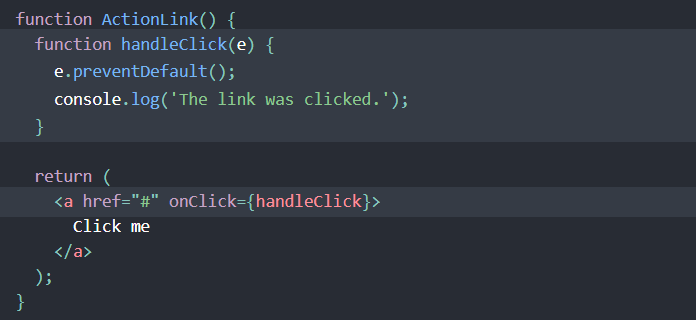 function ActionLink() {
  function handleClick(e) {
    e.preventDefault();
    console.log('The link was clicked.');
  }

  return (
    <a href="#" onClick={handleClick}>
      Click me
    </a>
  );
}